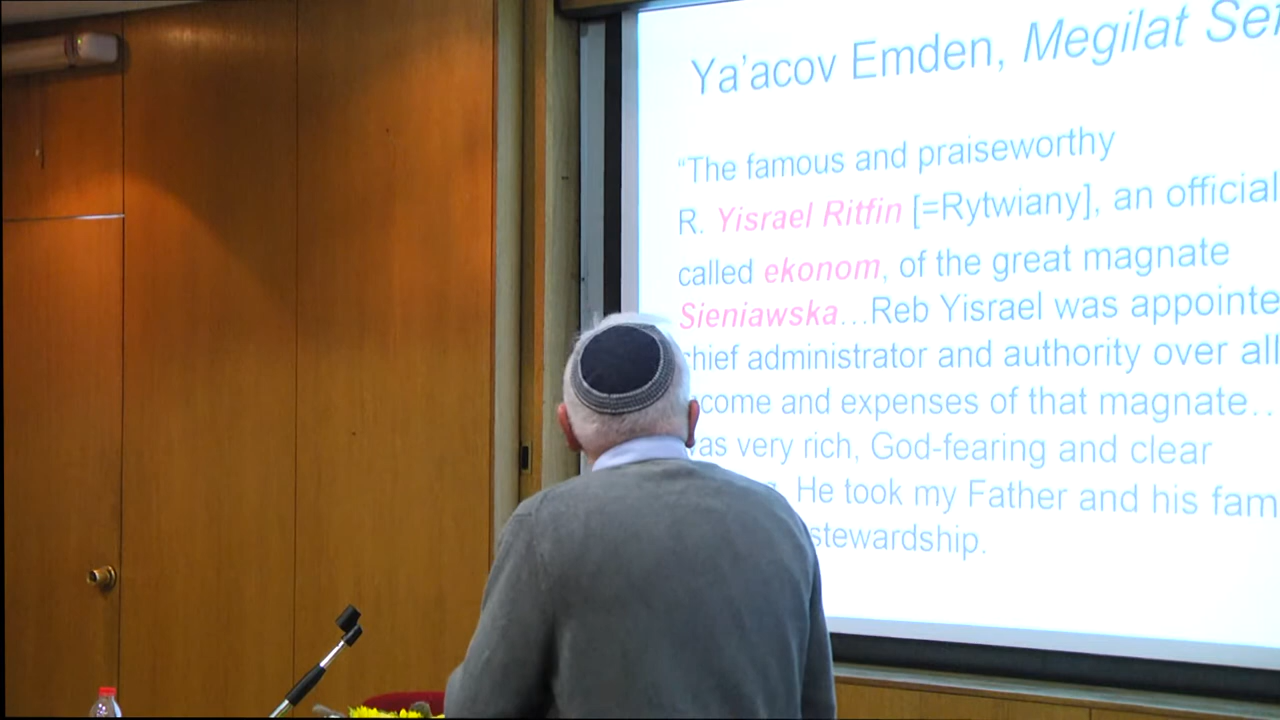 Ya’acov Emden, Megilat
“The famous and praiseworthy
R. Yisrael Ritfin [=Rytwiany], an official
called ekonom, of the great magnate
Sieniawska…Reb Yisrael was appointe
chief administrator and authority over all
come and expenses of that magnate…
was very rich, God-fearing and clear
He took my Father and his fam
stewardship.